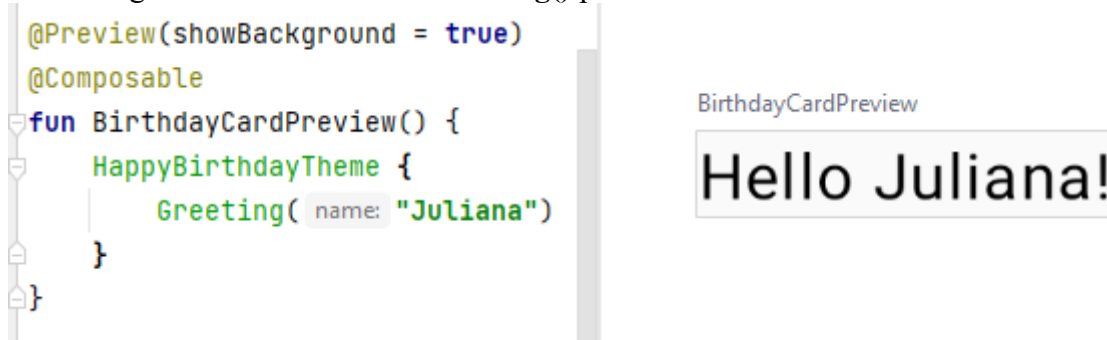 @Preview(showBackground = true)
@Composable
fun BirthdayCardPreview() {
HappyBirthdayTheme {
Greeting( name: "Juliana")
}
}
BirthdayCardPreview
Hello Juliana!